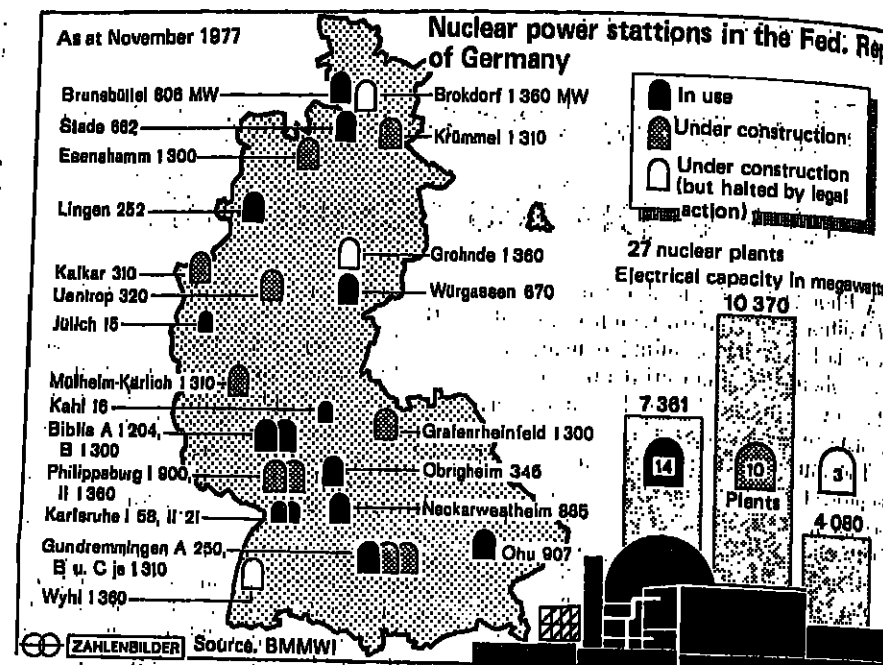 As at November 1977
Nuclear power stattions in the Fed. Rep
of Germany
In use
Under construction
Under construction
(but halted by legal
action)
Brunsbüttel 806 MW
Brokdorf 1 360 MW
Stade 662
Krümmel 1 310
Esenshamm 1 300
Lingen 252
Grohnde 1 360
Kalkar 310
Uentrop 320
Würgassen 670
Jülich 15
Mülheim-Kärlich 1 310
Kahl 16
Biblis A 1 204,
B 1 300
Grafenrheinfeld 1 300
Philippsburg I 900,
II 1 360
Obrigheim 345
Karlsruhe I 58, II 21
Neckarwestheim 855
Gundremmingen A 250,
B u. C je 1 310
Ohu 907
Wyhl 1 360
27 nuclear plants
Electrical capacity in megawatts
10 370
7 361
4 080
14
10
Plants
3
ZAHLENBILDER
Source. BMMWI